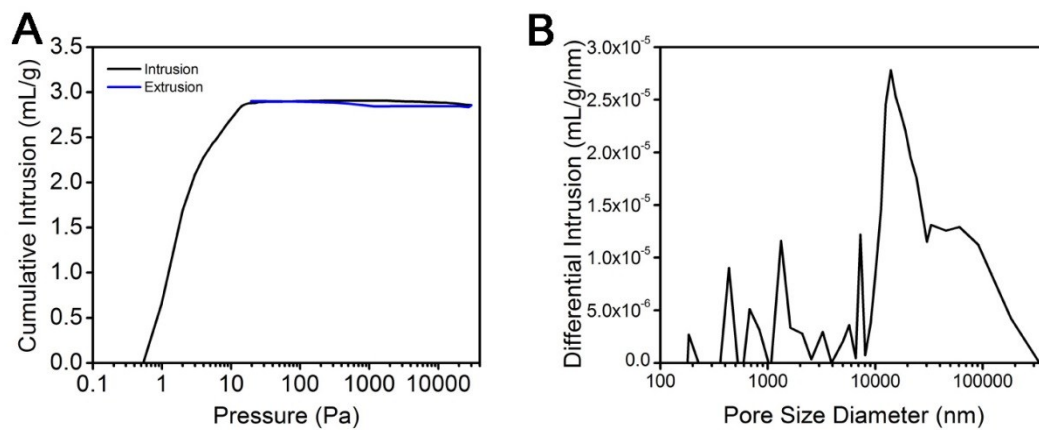 A
3.5
3.0
2.5
2.0
1.5
1.0
0.5
0.0
Cumulative Intrusion (mL/g)
Intrusion
Extrusion
0.1 1 10 100 1000 10000
Pressure (Pa)
B
3.0x10-5
2.5x10-5
2.0x10-5
1.5x10-5
1.0x10-5
5.0x10-6
0.0
Differential Intrusion (mL/g/nm)
100 1000 10000 100000
Pore Size Diameter (nm)